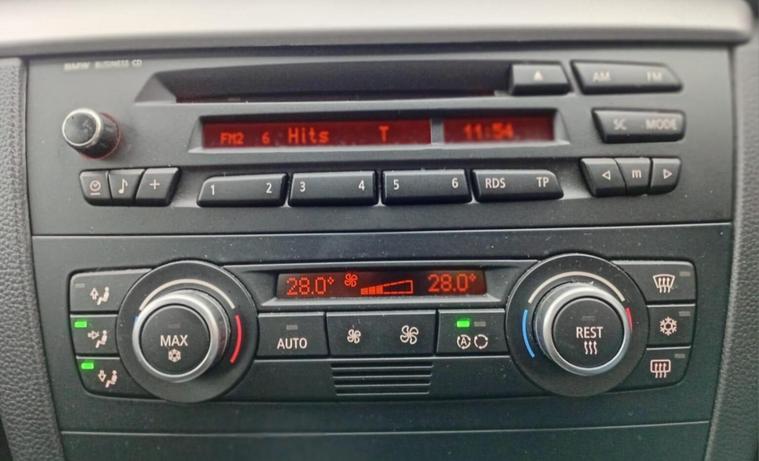 BMW BUSINESS CD
AM FM
FM2 6 Hits T 11:54
SC MODE
1 2 3 4 5 6 RDS TP m
28.0° 28.0°
MAX AUTO A REST